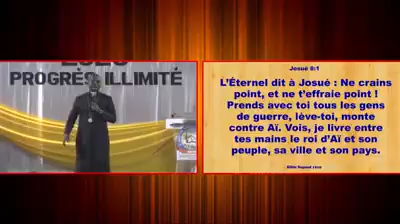 2026
PROGRÈS ILLIMITÉ
Josué 8:1
L'Éternel dit à Josué : Ne crains
point, et ne t'effraie point !
Prends avec toi tous les gens
de guerre, lève-toi, monte
contre Aï. Vois, je livre entre
tes mains le roi d'Aï et son
peuple, sa ville et son pays.